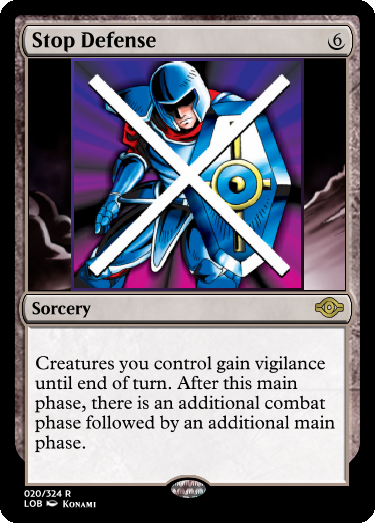 Stop Defense 6
Sorcery
Creatures you control gain vigilance
until end of turn. After this main
phase, there is an additional combat
phase followed by an additional main
phase.
020/324 R
LOB Konami